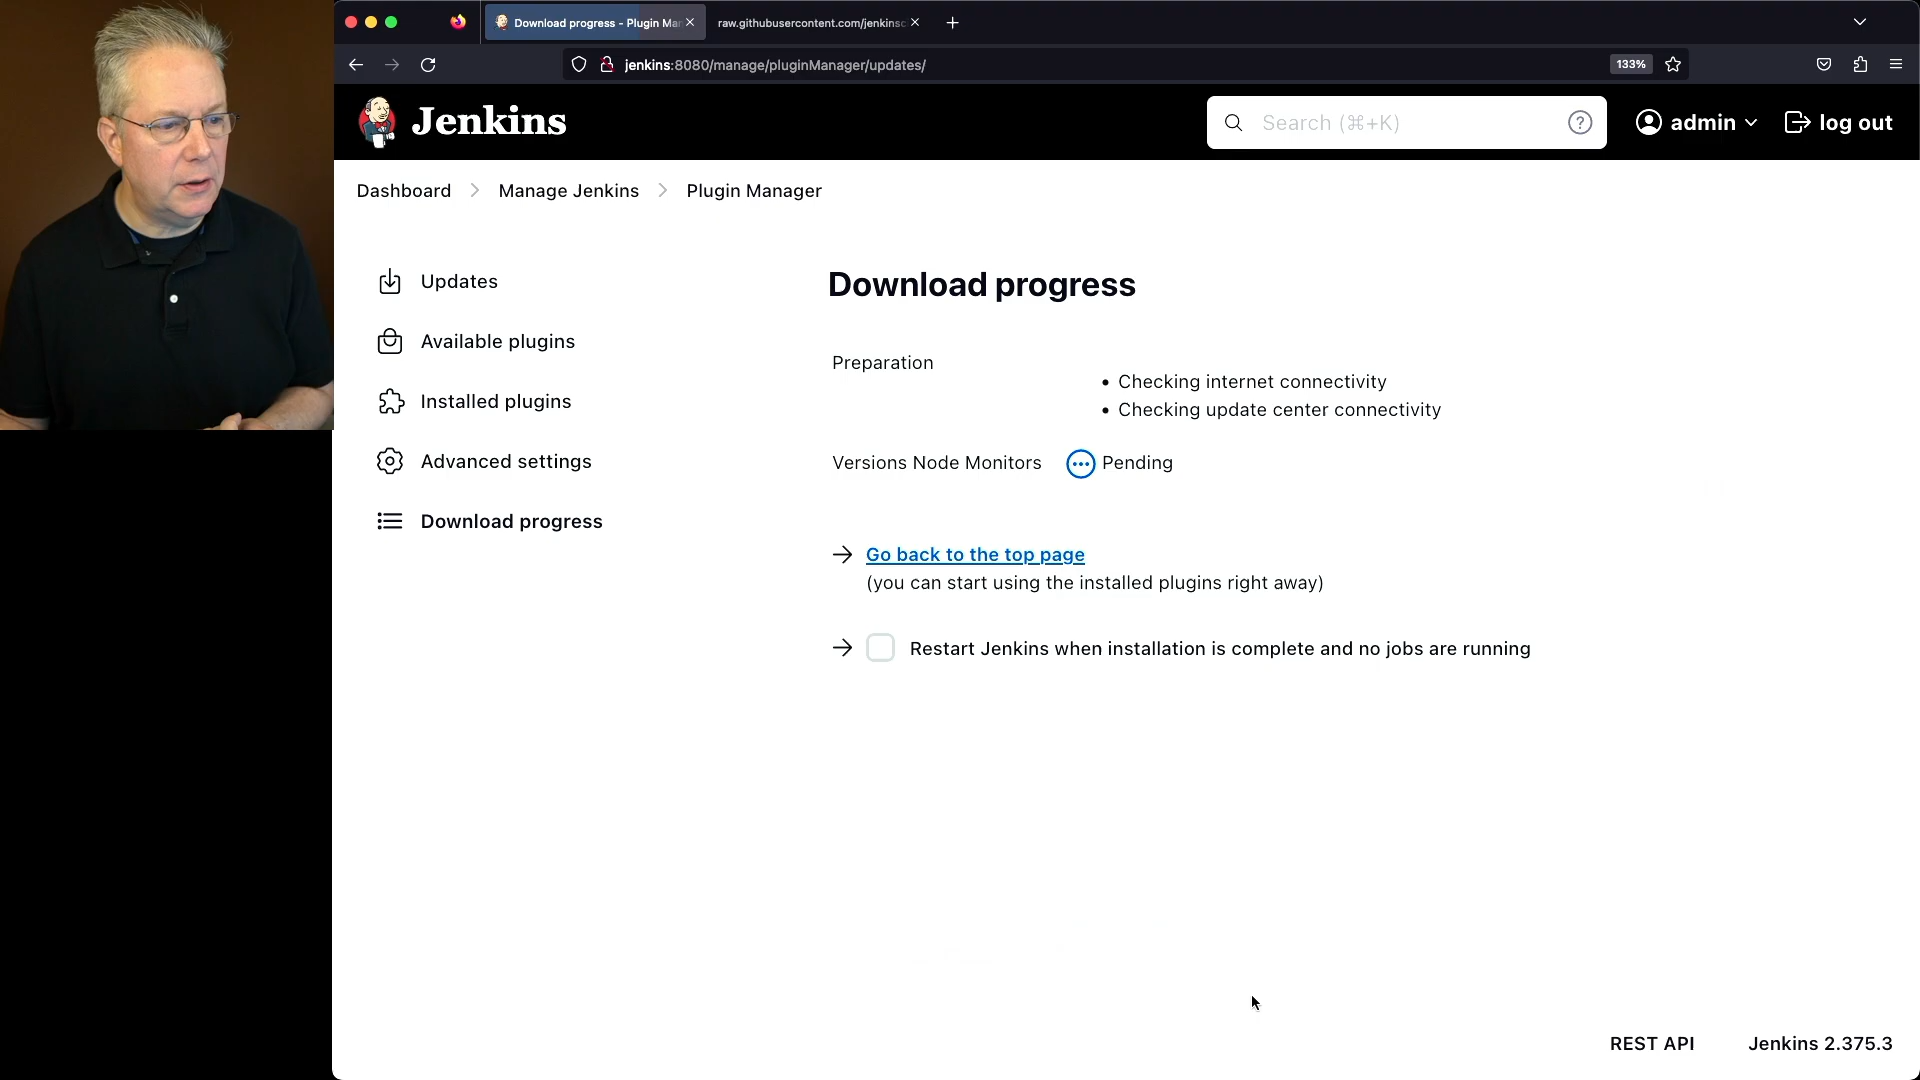 Download progress - Plugin Man
raw.githubusercontent.com/jenkinsc
jenkins:8080/manage/pluginManager/updates/
133%
Jenkins
Search (⌘+K)
admin
log out
Dashboard
Manage Jenkins
Plugin Manager
Updates
Available plugins
Installed plugins
Advanced settings
Download progress
Download progress
Preparation
• Checking internet connectivity
• Checking update center connectivity
Versions Node Monitors
Pending
Go back to the top page
(you can start using the installed plugins right away)
Restart Jenkins when installation is complete and no jobs are running
REST API
Jenkins 2.375.3